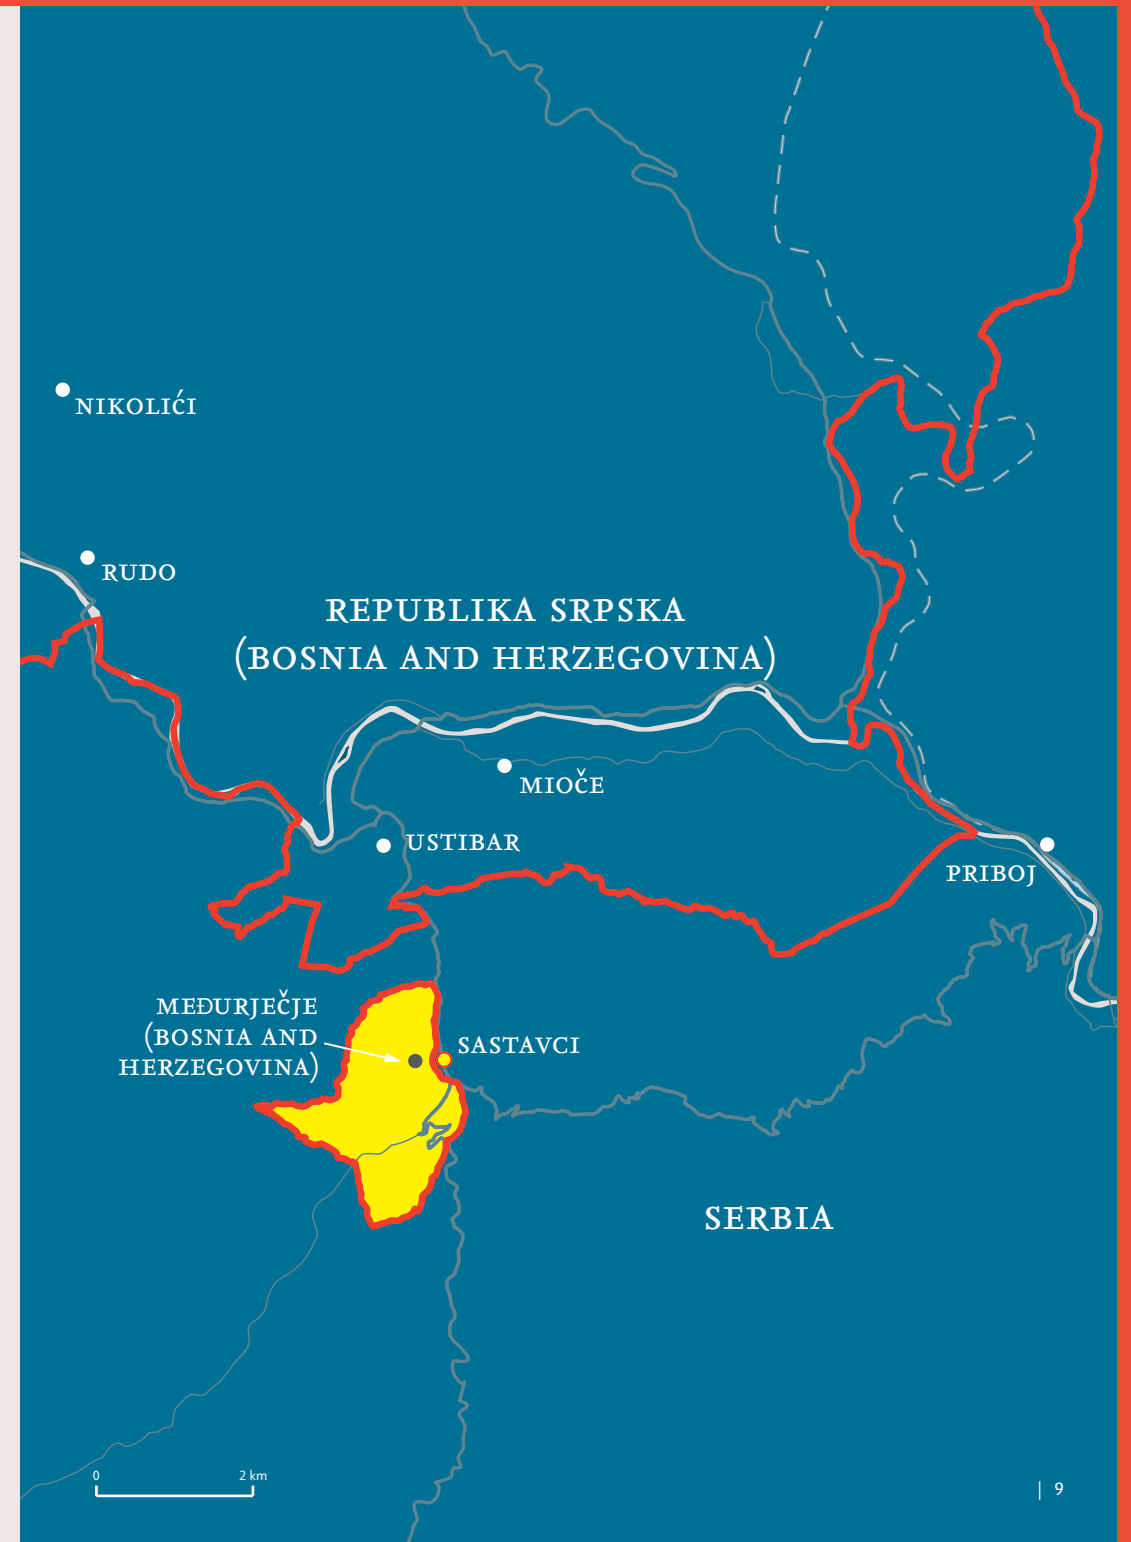 NIKOLIĆI
RUDO
REPUBLIKA SRPSKA
(BOSNIA AND HERZEGOVINA)
MIOČE
USTIBAR
PRIBOJ
MEĐURJEČJE
(BOSNIA AND
HERZEGOVINA)
SASTAVCI
SERBIA
0 2 km
| 9